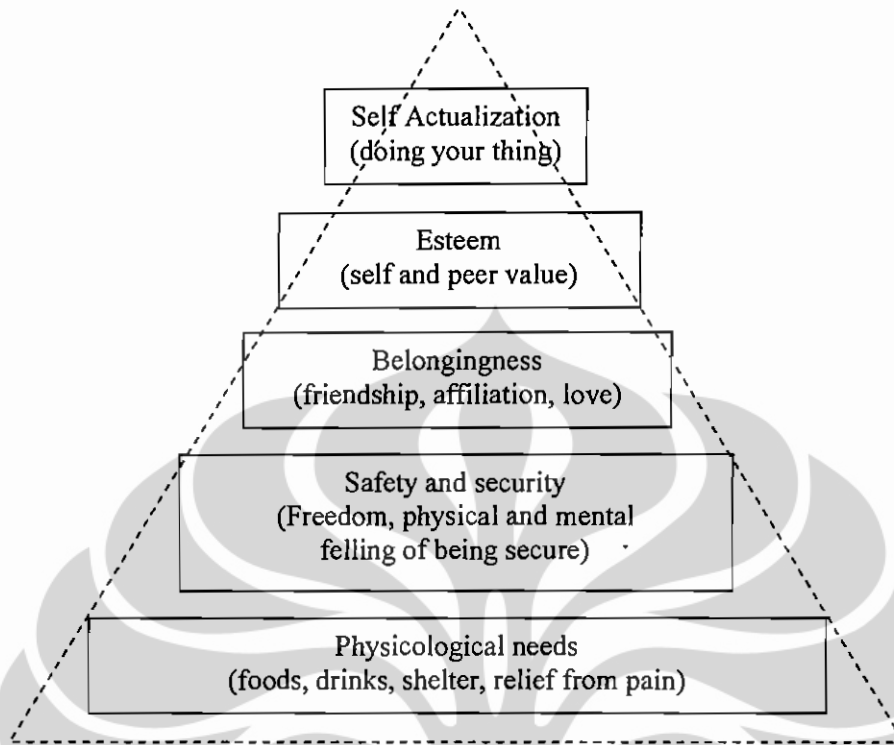 Self Actualization
(doing your thing)
Esteem
(self and peer value)
Belongingness
(friendship, affiliation, love)
Safety and security
(Freedom, physical and mental
felling of being secure)
Physicological needs
(foods, drinks, shelter, relief from pain)